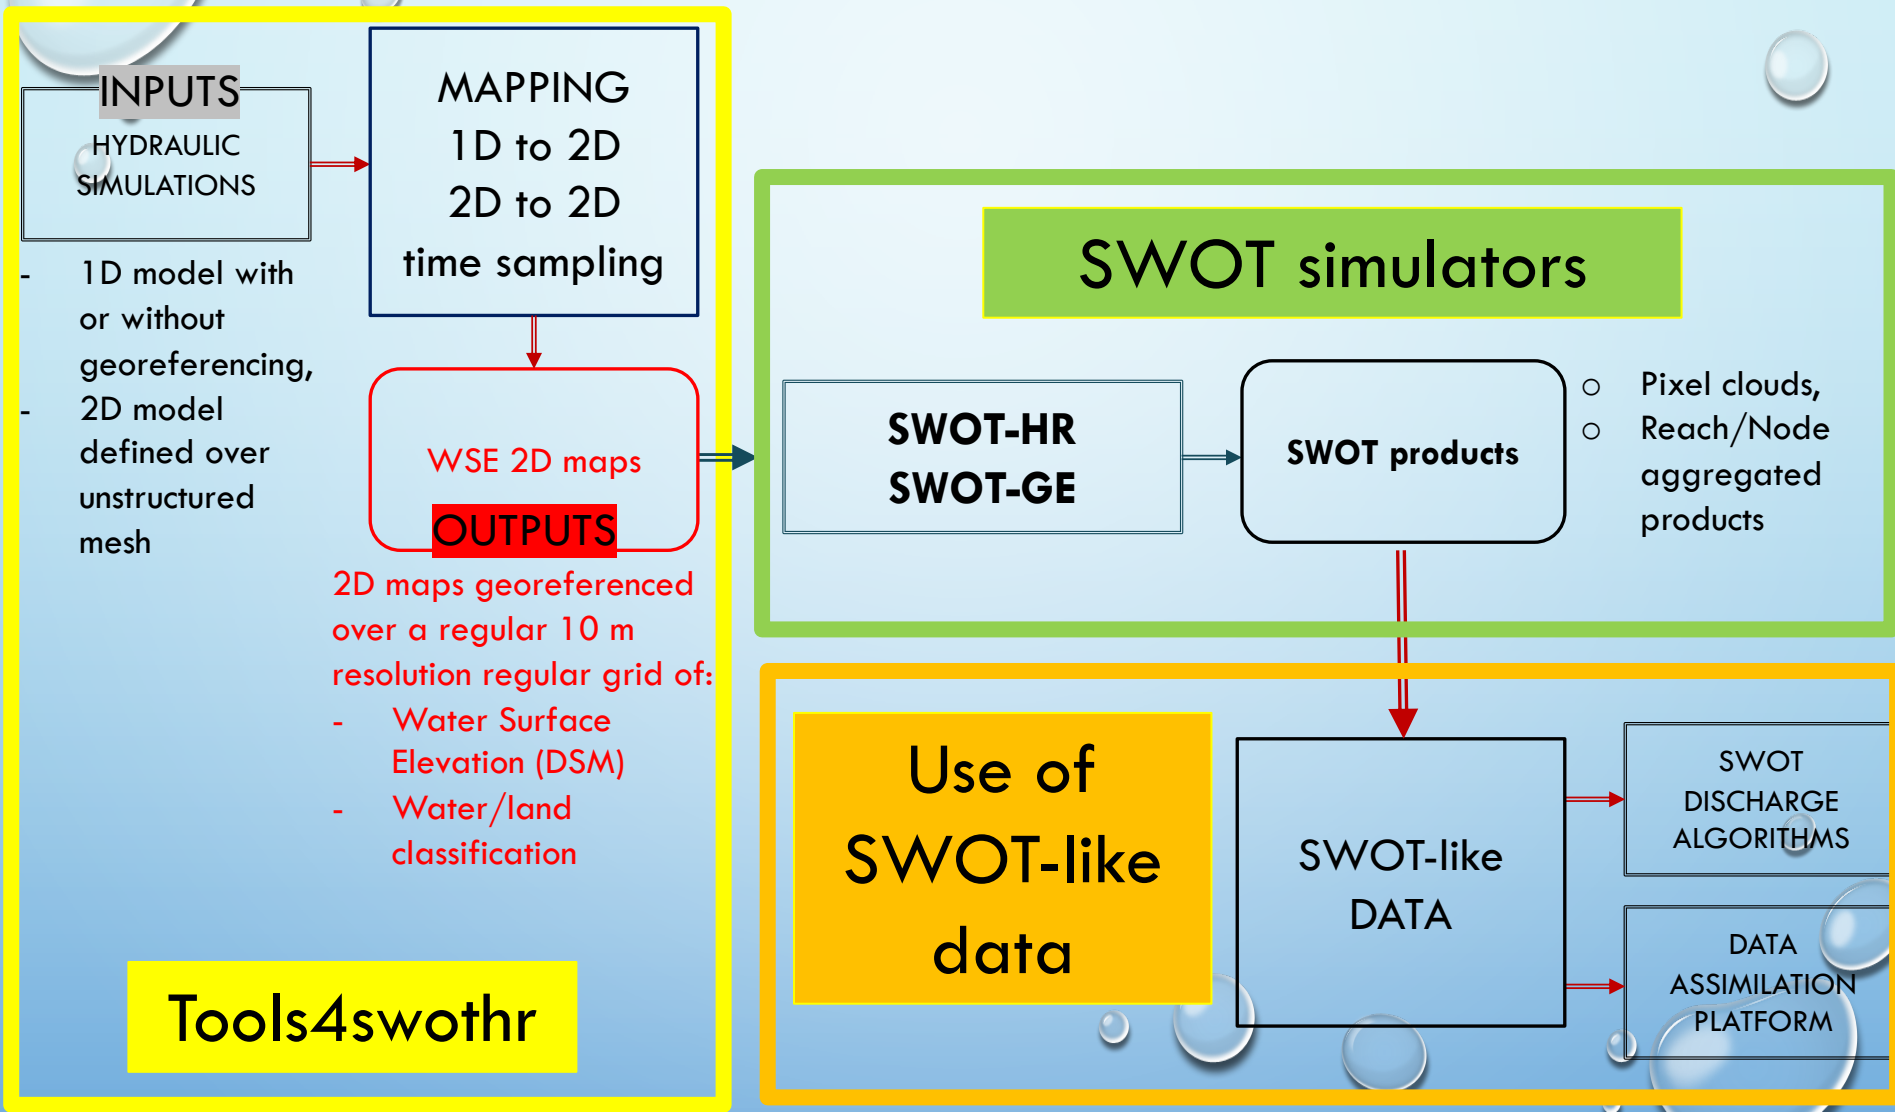 INPUTS
HYDRAULIC
SIMULATIONS
- 1D model with
or without
georeferencing,
- 2D model
defined over
unstructured
mesh
MAPPING
1D to 2D
2D to 2D
time sampling
WSE 2D maps
OUTPUTS
2D maps georeferenced
over a regular 10 m
resolution regular grid of:
- Water Surface
Elevation (DSM)
- Water/land
classification
Tools4swothr
SWOT simulators
SWOT-HR
SWOT-GE
SWOT products
o Pixel clouds,
o Reach/Node
aggregated
products
Use of
SWOT-like
data
SWOT-like
DATA
SWOT
DISCHARGE
ALGORITHMS
DATA
ASSIMILATION
PLATFORM